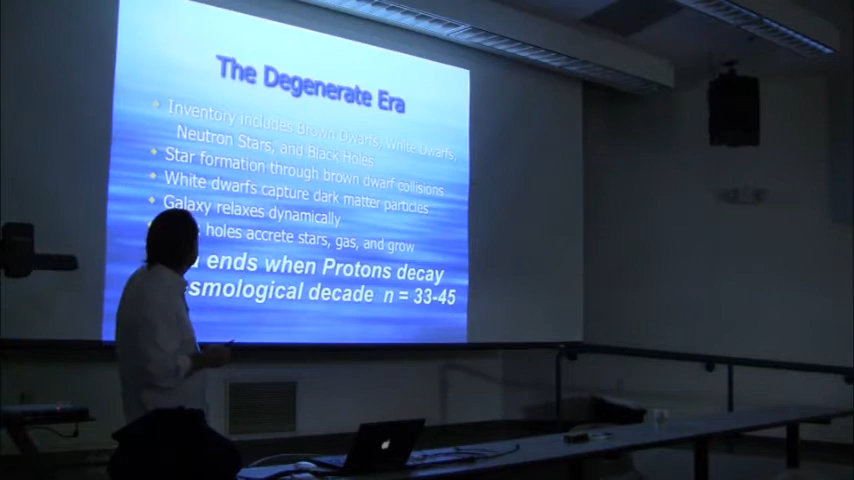 The Degenerate Era
Inventory includes Brown Dwarfs, White Dwarfs,
Neutron Stars, and Black Holes
Star formation through brown dwarf collisions
White dwarfs capture dark matter particles
Galaxy relaxes dynamically
holes accrete stars, gas, and grow
ends when Protons decay
smological decade n = 33-45